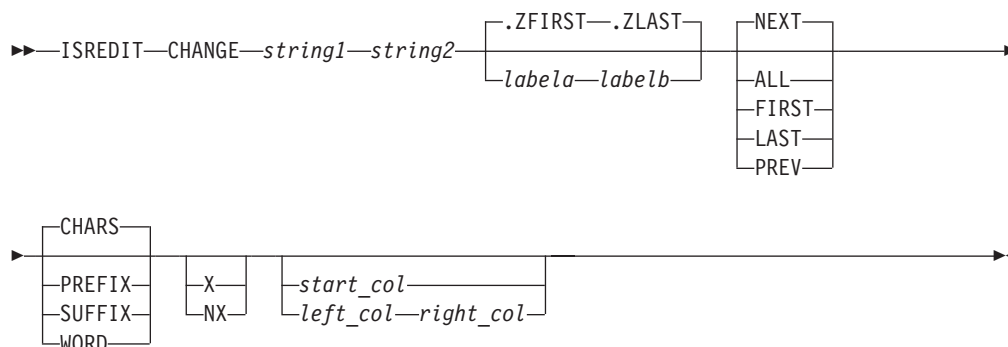 .ZFIRST .ZLAST NEXT
ISREDIT CHANGE string1 string2
labela labelb ALL
FIRST
LAST
PREV
CHARS
PREFIX X start_col
SUFFIX NX left_col right_col
WORD